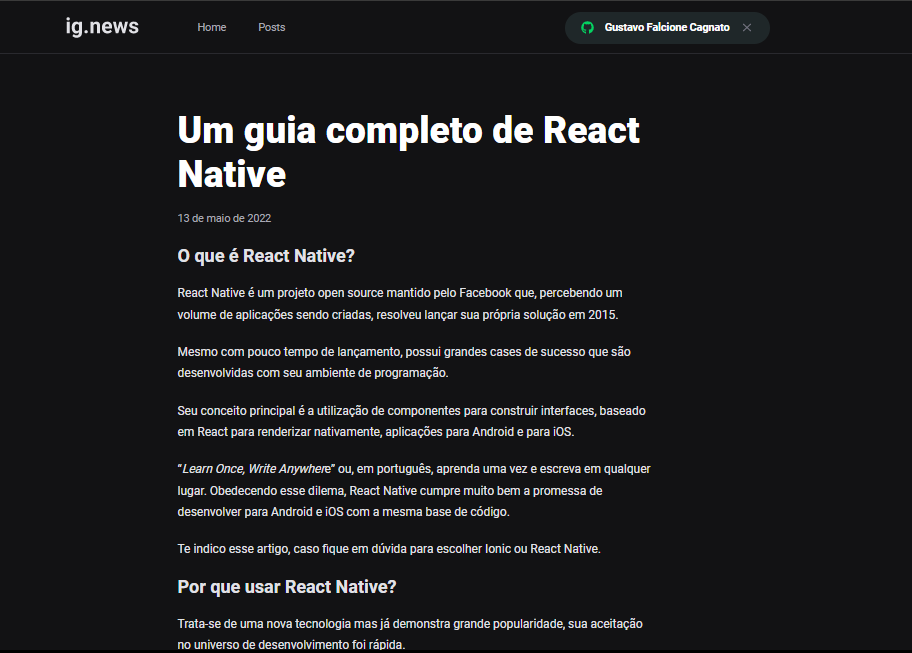 ig.news
Home
Posts
Gustavo Falcione Cagnato
Um guia completo de React
Native
13 de maio de 2022
O que é React Native?
React Native é um projeto open source mantido pelo Facebook que, percebendo um
volume de aplicações sendo criadas, resolveu lançar sua própria solução em 2015.
Mesmo com pouco tempo de lançamento, possui grandes cases de sucesso que são
desenvolvidas com seu ambiente de programação.
Seu conceito principal é a utilização de componentes para construir interfaces, baseado
em React para renderizar nativamente, aplicações para Android e para iOS.
“Learn Once, Write Anywhere” ou, em português, aprenda uma vez e escreva em qualquer
lugar. Obedecendo esse dilema, React Native cumpre muito bem a promessa de
desenvolver para Android e iOS com a mesma base de código.
Te indico esse artigo, caso fique em dúvida para escolher Ionic ou React Native.
Por que usar React Native?
Trata-se de uma nova tecnologia mas já demonstra grande popularidade, sua aceitação
no universo de desenvolvimento foi rápida.